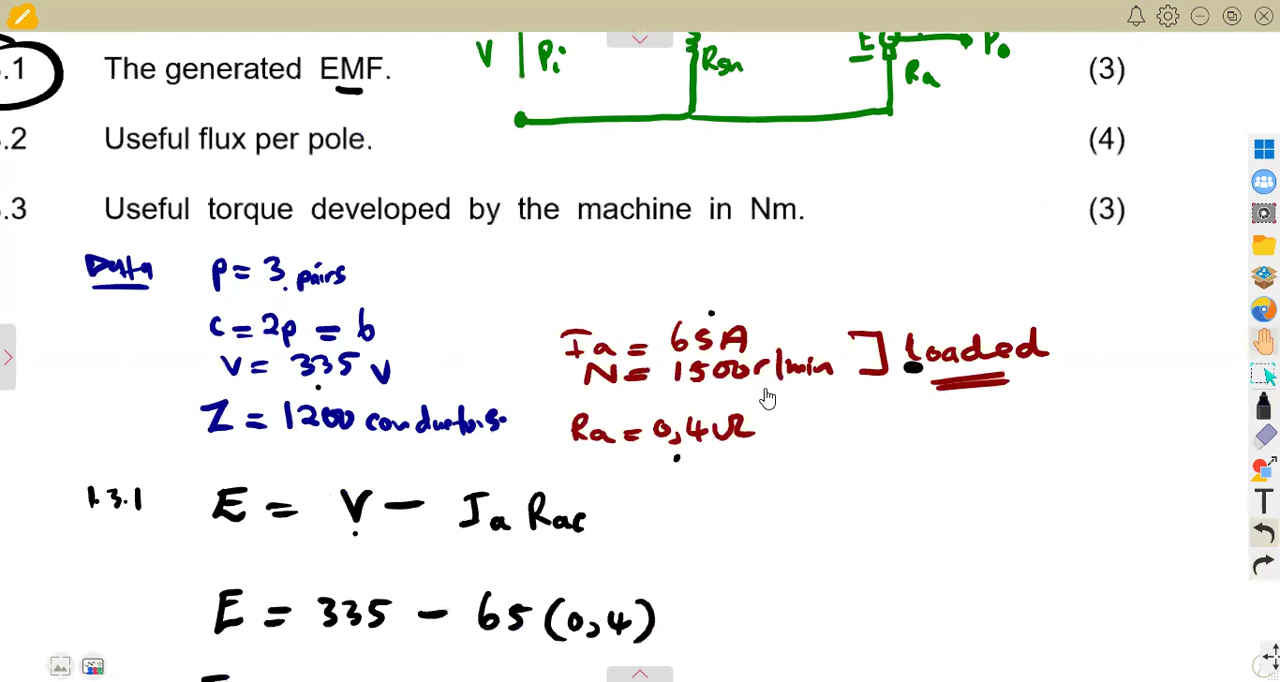 .1 The generated EMF. (3)
V Pi Rsh E Ra Po
.2 Useful flux per pole. (4)
.3 Useful torque developed by the machine in Nm. (3)
Data p = 3 pairs
c = 2p = 6
V = 335 V
Z = 1200 conductors
Ia = 65A
N = 1500 r/min ] loaded
Ra = 0,4Ω
1.3.1 E = V - Ia Rac
E = 335 - 65(0,4)